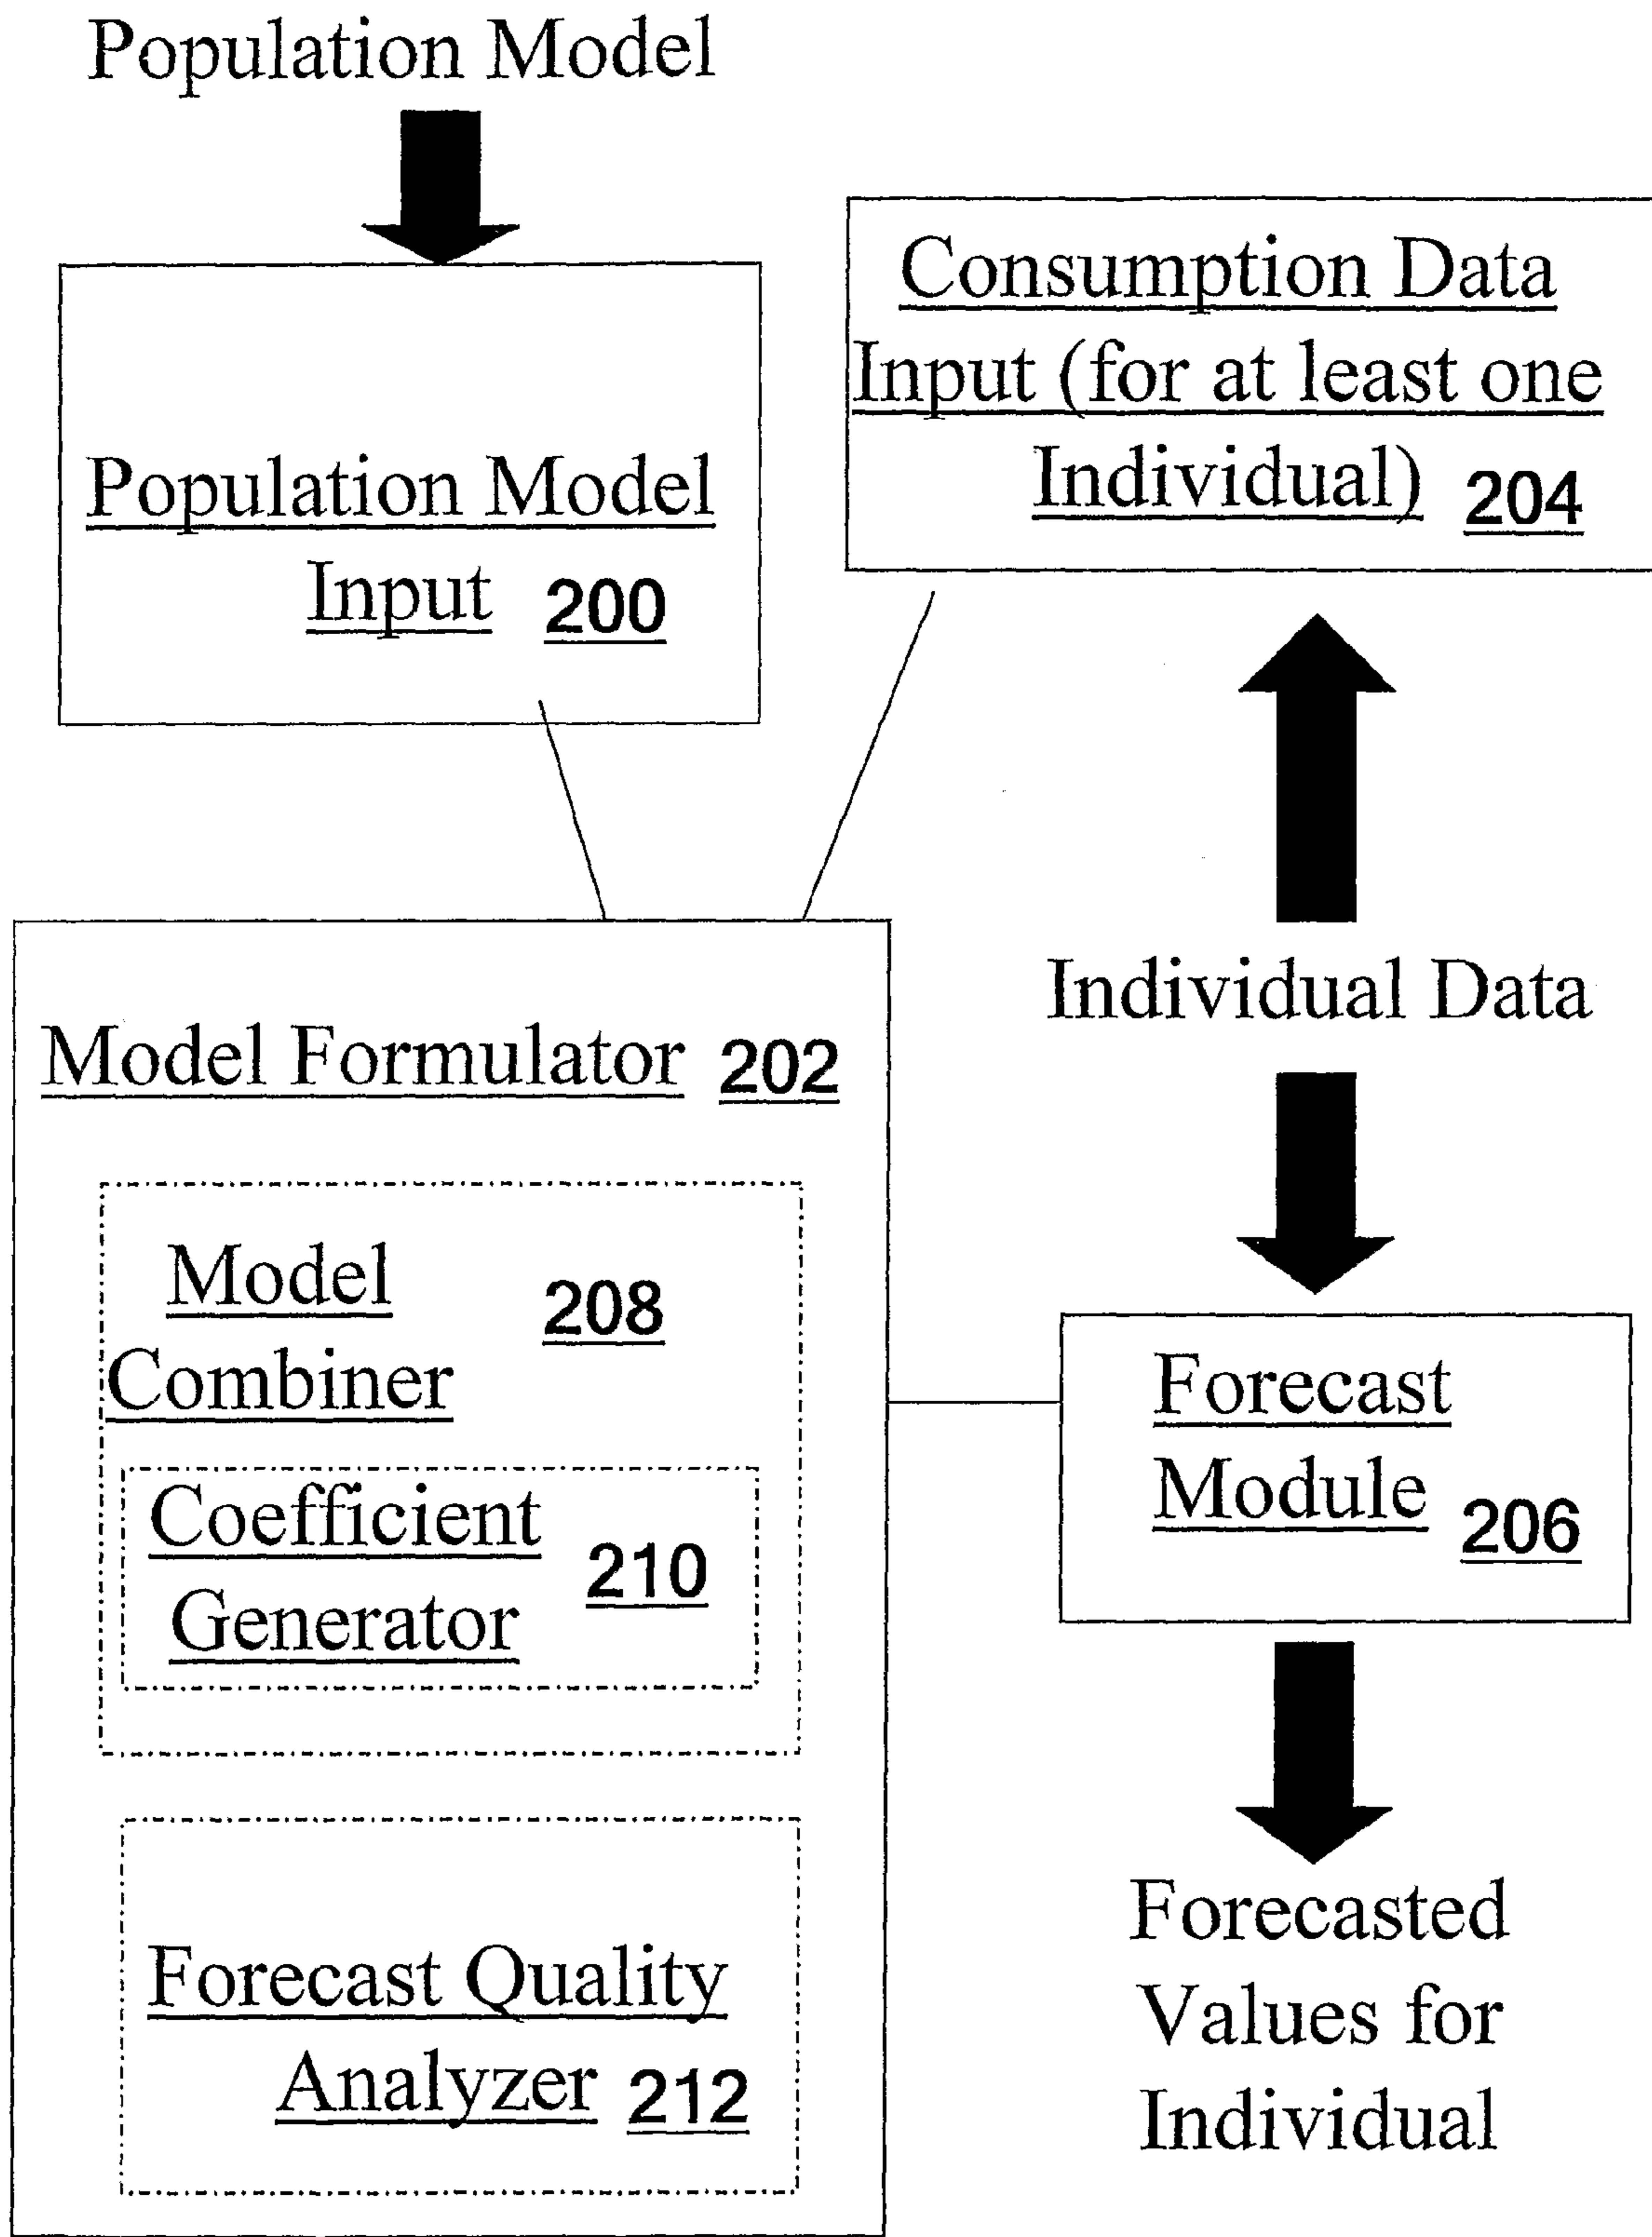 Population Model
Population Model
Input 200
Consumption Data
Input (for at least one
Individual) 204
Individual Data
Model Formulator 202
Model 208
Combiner
Coefficient 210
Generator
Forecast Quality
Analyzer 212
Forecast
Module 206
Forecasted
Values for
Individual